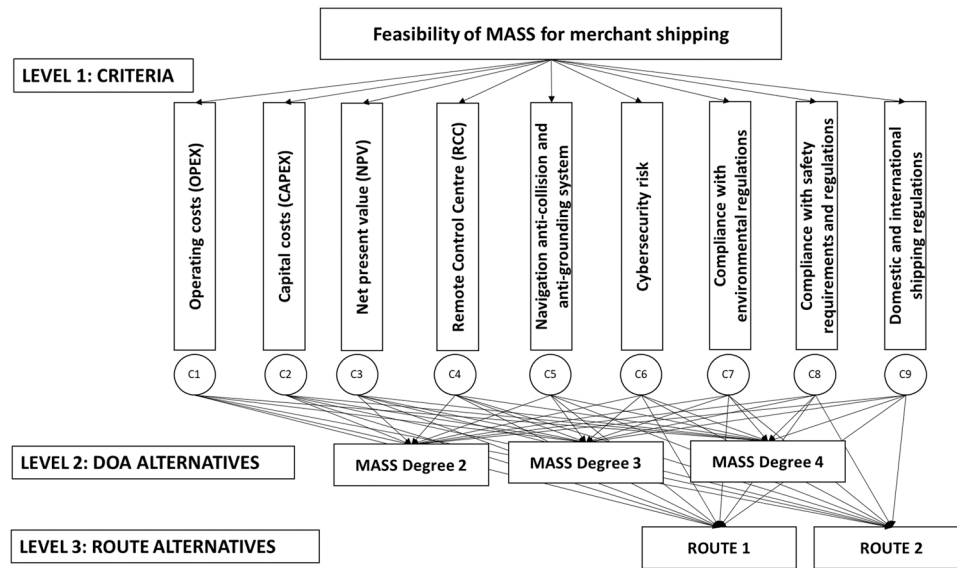 Feasibility of MASS for merchant shipping
LEVEL 1: CRITERIA
Operating costs (OPEX)
Capital costs (CAPEX)
Net present value (NPV)
Remote Control Centre (RCC)
Navigation anti-collision and
anti-grounding system
Cybersecurity risk
Compliance with
environmental regulations
Compliance with safety
requirements and regulations
Domestic and international
shipping regulations
C1
C2
C3
C4
C5
C6
C7
C8
C9
LEVEL 2: DOA ALTERNATIVES
MASS Degree 2
MASS Degree 3
MASS Degree 4
LEVEL 3: ROUTE ALTERNATIVES
ROUTE 1
ROUTE 2